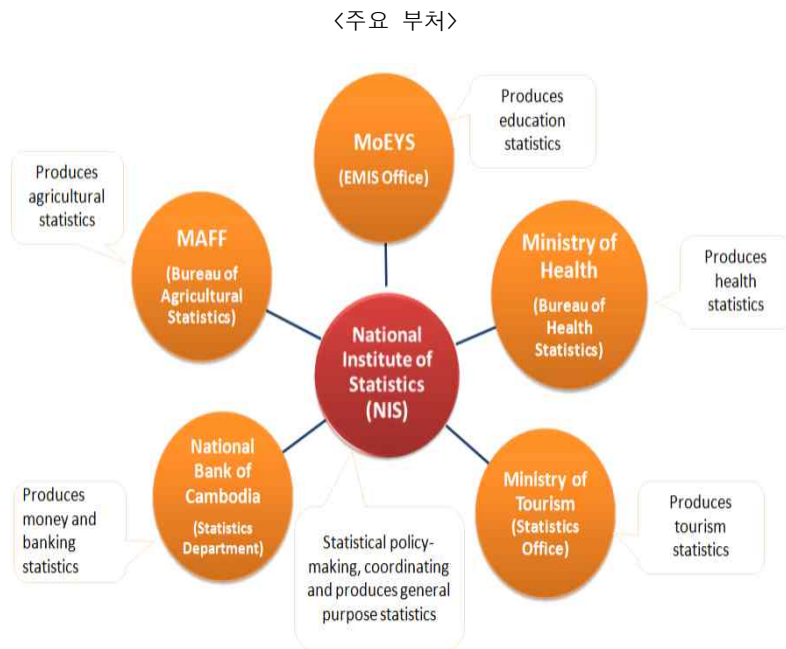 <주요 부처>
MoEYS
(EMIS Office)
Produces
education
statistics
Produces
agricultural
statistics
MAFF
(Bureau of
Agricultural
Statistics)
Ministry of
Health
(Bureau of
Health
Statistics)
Produces
health
statistics
National
Institute of
Statistics
(NIS)
National
Bank of
Cambodia
(Statistics
Department)
Produces
money and
banking
statistics
Ministry of
Tourism
(Statistics
Office)
Produces
tourism
statistics
Statistical policy-
making, coordinating
and produces general
purpose statistics